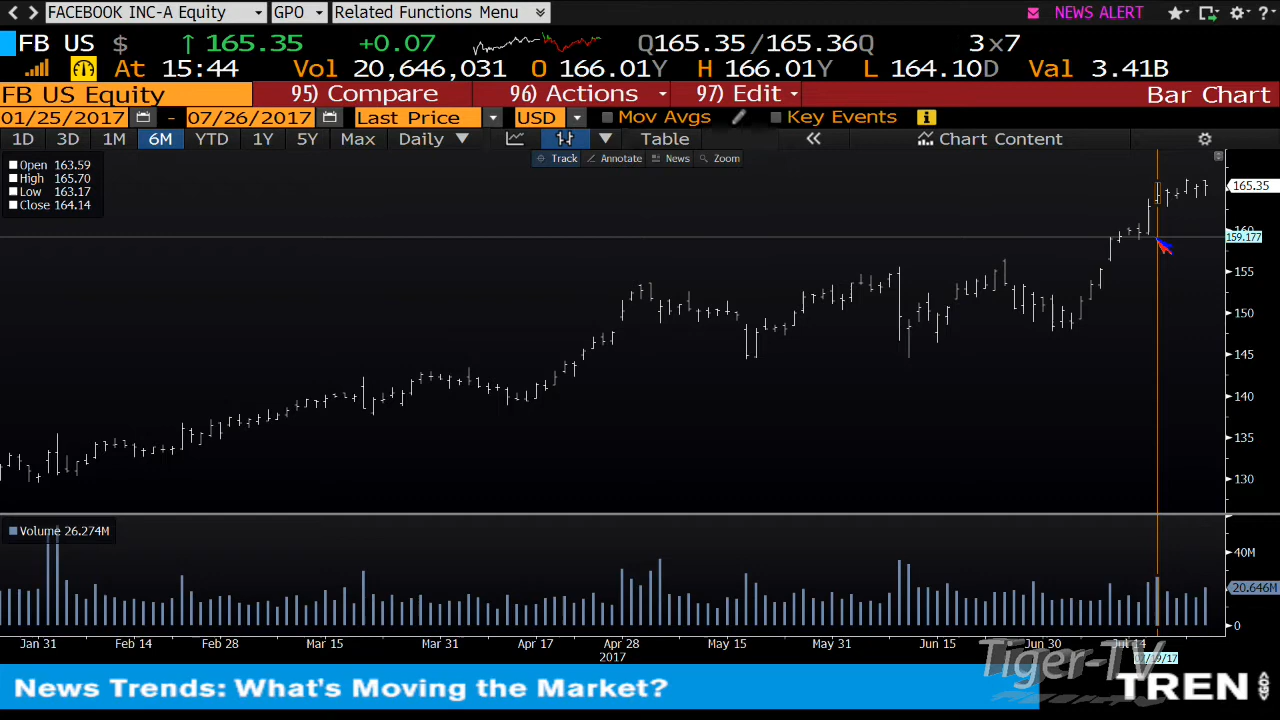 FACEBOOK INC-A Equity GPO Related Functions Menu NEWS ALERT ?
FB US $ ↑ 165.35 +0.07 Q165.35/165.36Q 3x7
At 15:44 Vol 20,646,031 O 166.01Y H 166.01Y L 164.10D Val 3.41B
FB US Equity 95) Compare 96) Actions 97) Edit Bar Chart
01/25/2017 - 07/26/2017 Last Price USD Mov Avgs Key Events i
1D 3D 1M 6M YTD 1Y 5Y Max Daily Table « Chart Content
Track Annotate News Zoom
Open 163.59
High 165.70
Low 163.17
Close 164.14
165.35
160
159.177
155
150
145
140
135
130
Volume 26.274M
40M
20.646M
0
Jan 31 Feb 14 Feb 28 Mar 15 Mar 31 Apr 17 Apr 28 May 15 May 31 Jun 15 Jun 30 Jul 14
2017
Tiger-TV
News Trends: What's Moving the Market?
TREN